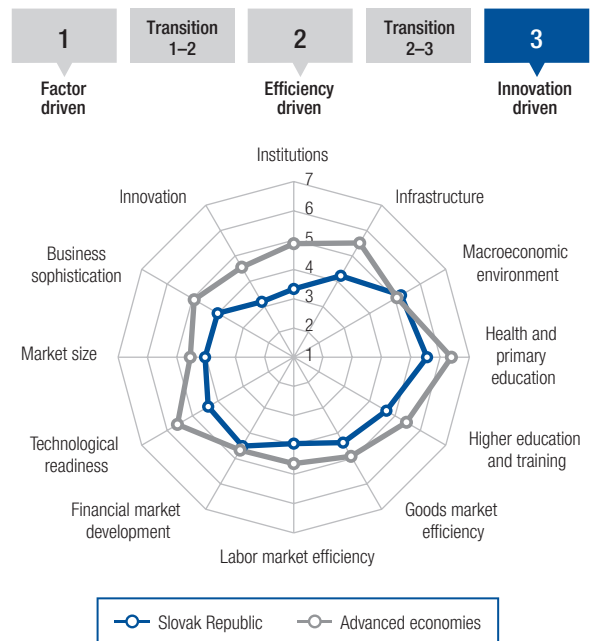 1
Transition
1–2
2
Transition
2–3
3
Factor
driven
Efficiency
driven
Innovation
driven
Institutions
Infrastructure
Macroeconomic
environment
Health and
primary
education
Higher education
and training
Goods market
efficiency
Labor market efficiency
Financial market
development
Technological
readiness
Market size
Business
sophistication
Innovation
7
6
5
4
3
2
1
Slovak Republic
Advanced economies